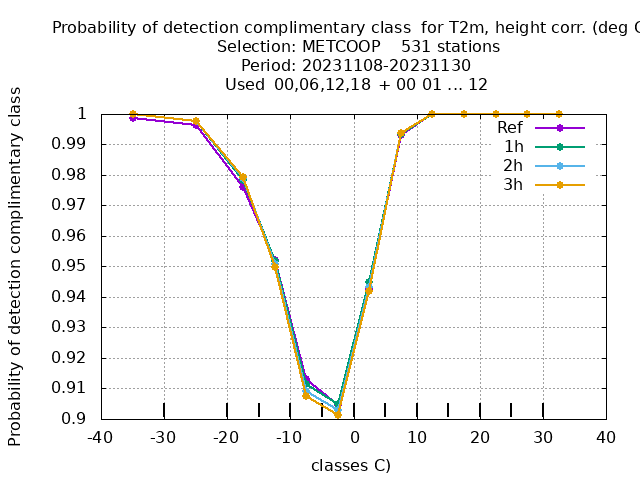 Probability of detection complimentary class  for T2m, height corr. (deg C
Selection: METCOOP    531 stations
Period: 20231108-20231130
Used  00,06,12,18  + 00 01 ... 12
Probability of detection complimentary class
1
0.99
0.98
0.97
0.96
0.95
0.94
0.93
0.92
0.91
0.9
Ref
1h
2h
3h
-40 -30 -20 -10 0 10 20 30 40
classes C)